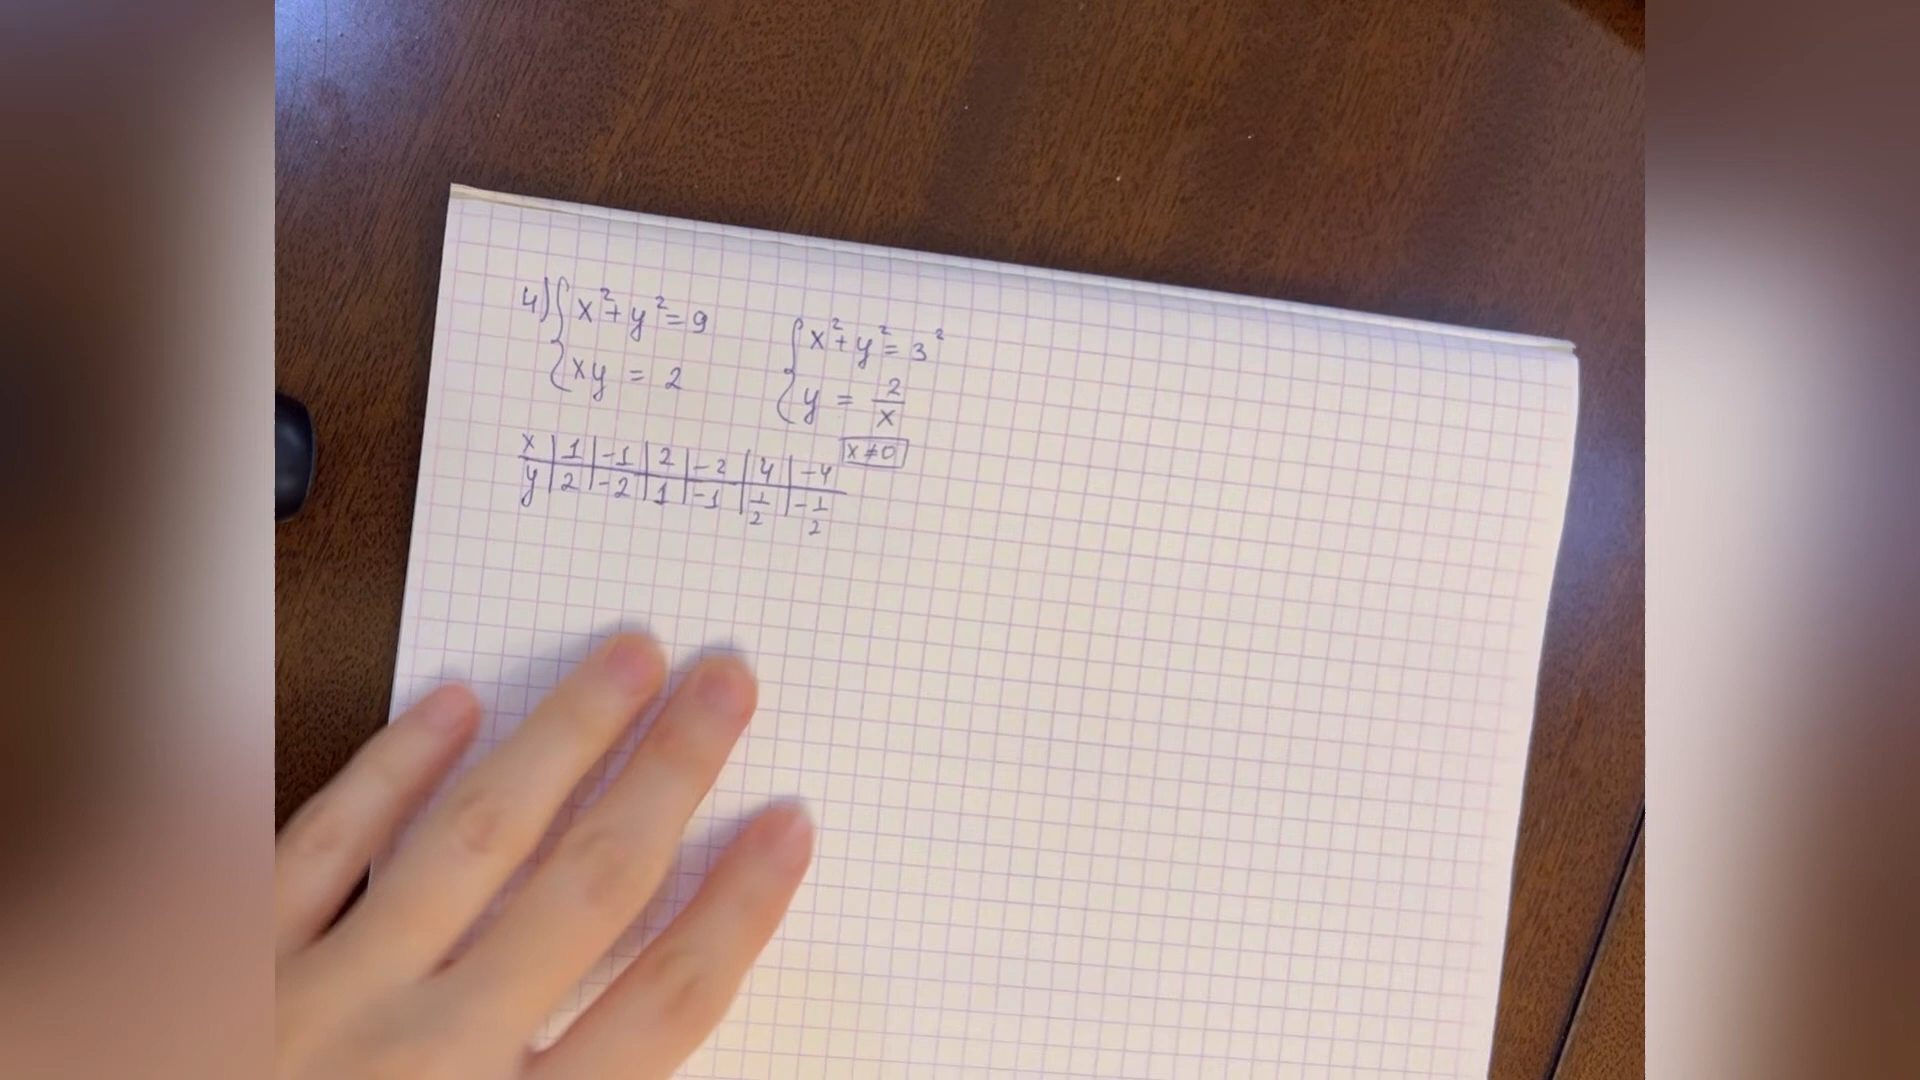 4) { x² + y² = 9
xy = 2
{ x² + y² = 3²
y = 2/x
x ≠ 0
x | 1 | -1 | 2 | -2 | 4 | -4
y | 2 | -2 | 1 | -1 | 1/2 | -1/2